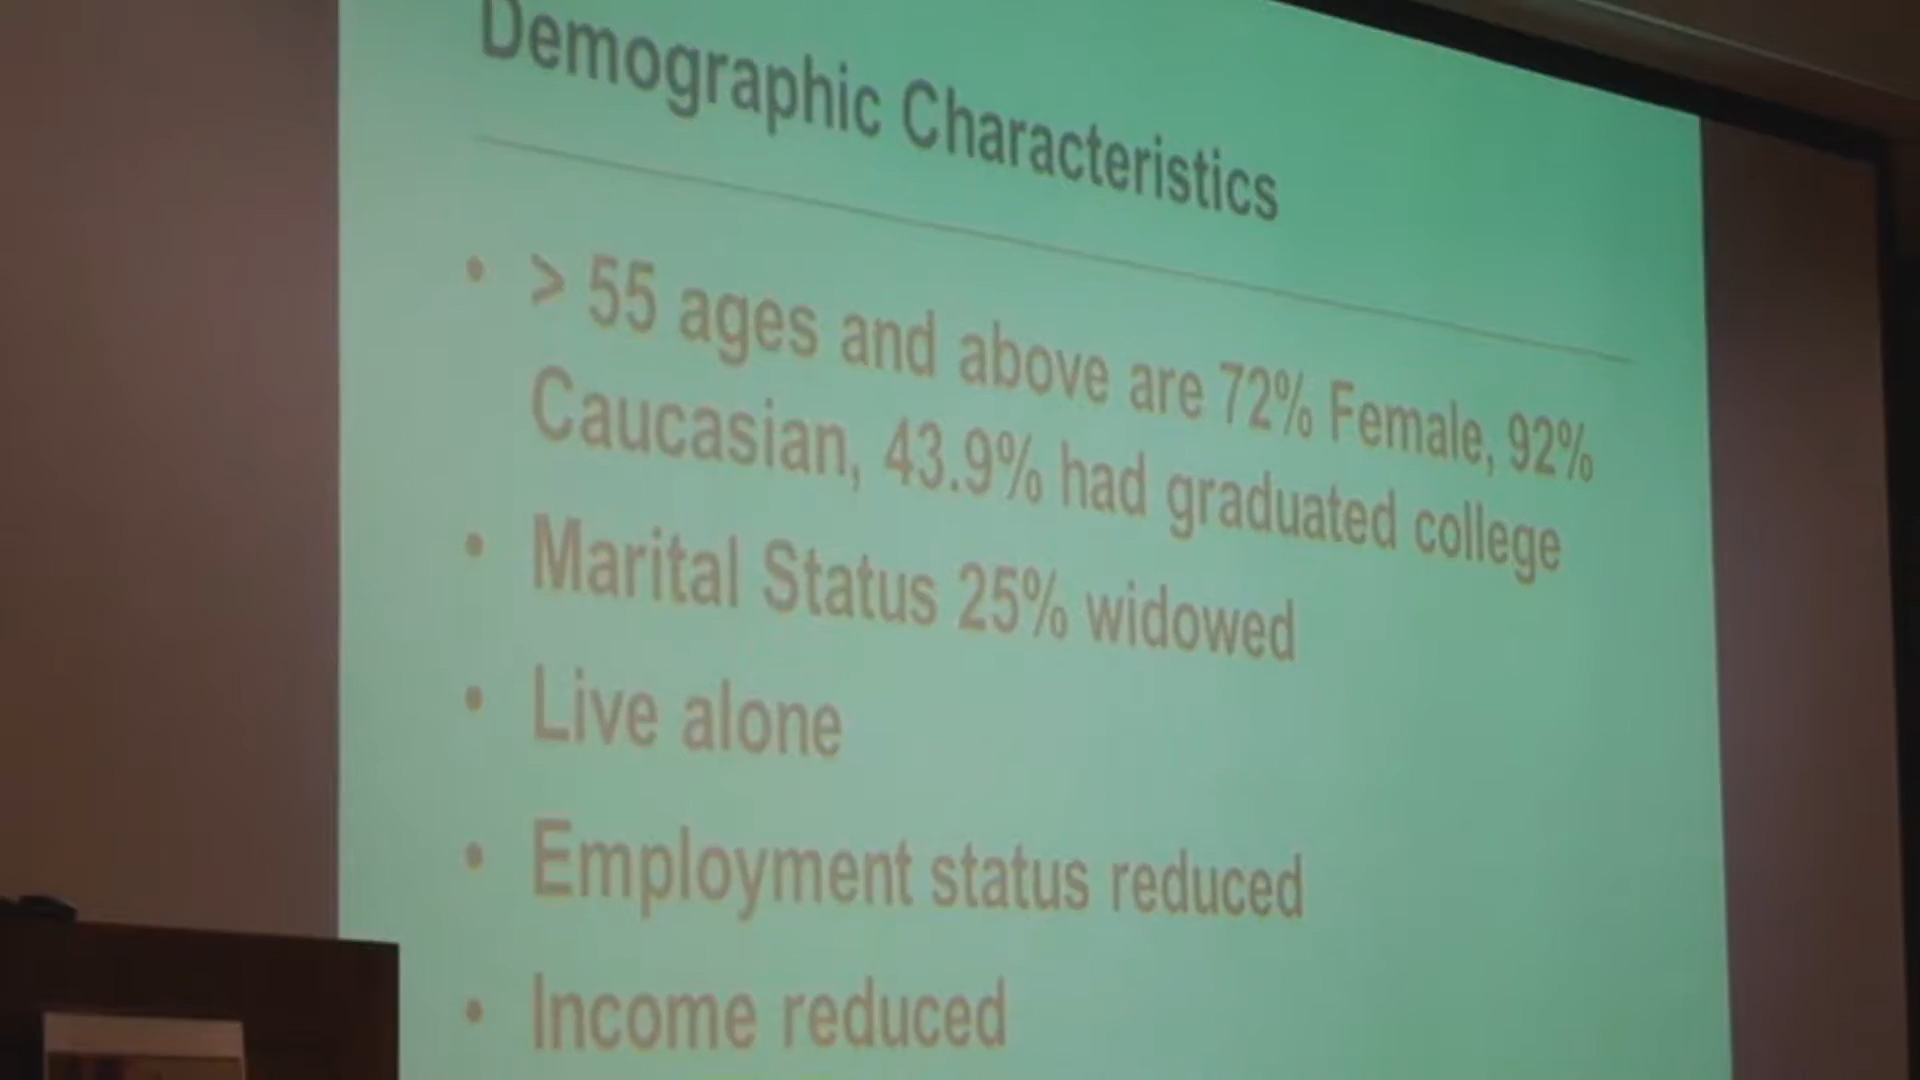 Demographic Characteristics
• > 55 ages and above are 72% Female, 92%
Caucasian, 43.9% had graduated college
• Marital Status 25% widowed
• Live alone
• Employment status reduced
• Income reduced